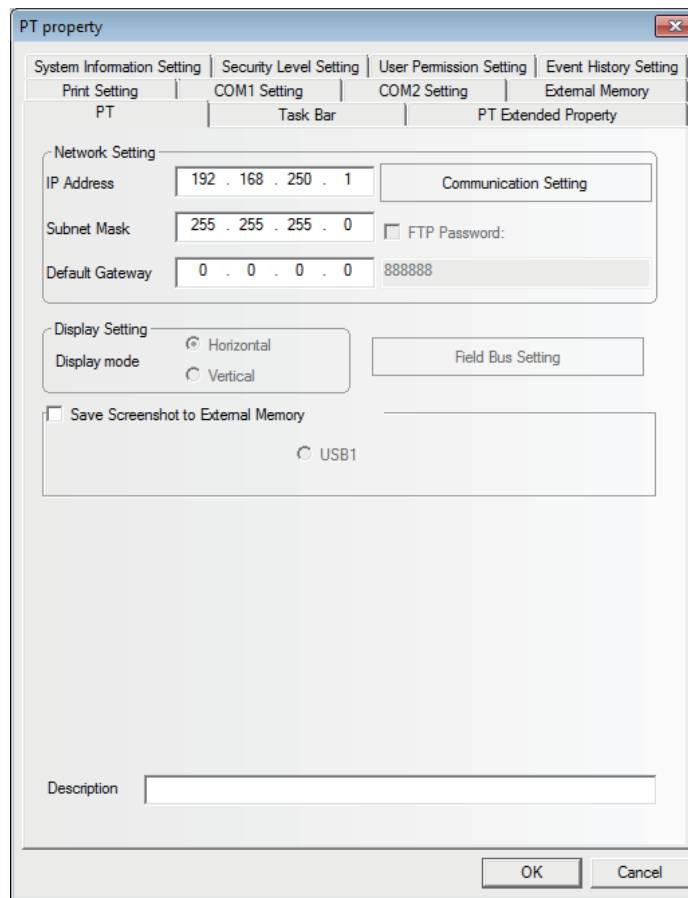 PT property
System Information Setting Security Level Setting User Permission Setting Event History Setting
Print Setting COM1 Setting COM2 Setting External Memory
PT Task Bar PT Extended Property
Network Setting
IP Address 192 . 168 . 250 . 1 Communication Setting
Subnet Mask 255 . 255 . 255 . 0 FTP Password:
Default Gateway 0 . 0 . 0 . 0 888888
Display Setting
Display mode Horizontal
Vertical
Field Bus Setting
Save Screenshot to External Memory
USB1
Description
OK Cancel